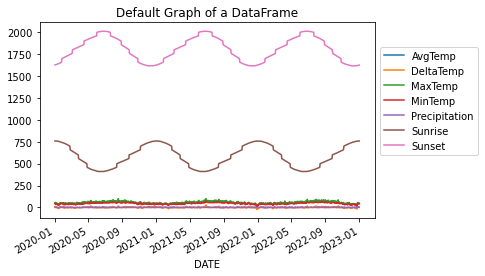 Default Graph of a DataFrame
2000
1750
1500
1250
1000
750
500
250
0
AvgTemp
DeltaTemp
MaxTemp
MinTemp
Precipitation
Sunrise
Sunset
2020-01
2020-05
2020-09
2021-01
2021-05
2021-09
2022-01
2022-05
2022-09
2023-01
DATE